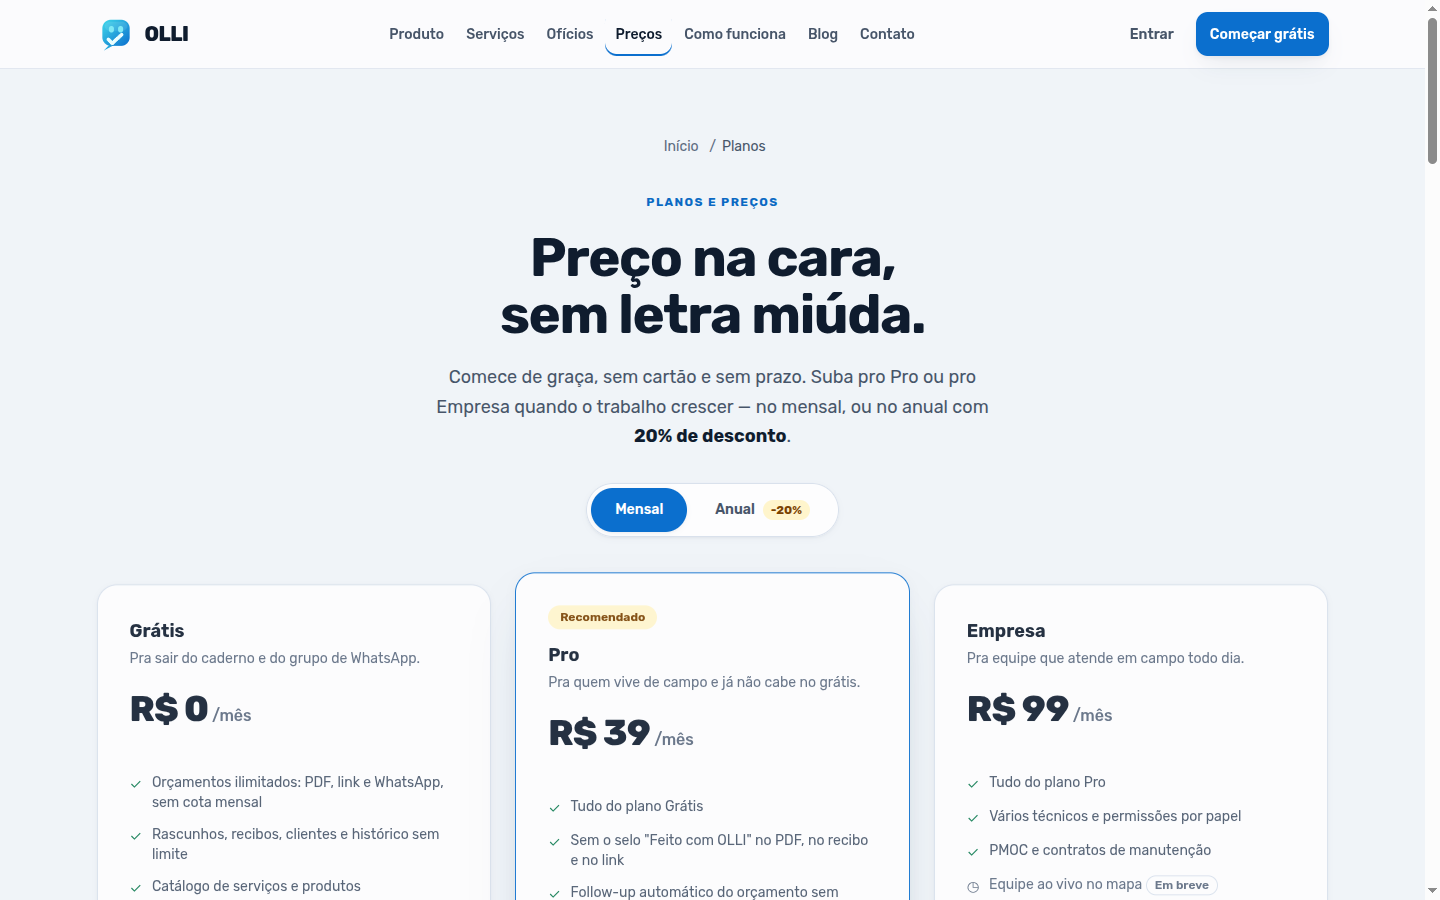 OLLI
Produto Serviços Ofícios Preços Como funciona Blog Contato
Entrar Começar grátis
Início / Planos
PLANOS E PREÇOS
Preço na cara,
sem letra miúda.
Comece de graça, sem cartão e sem prazo. Suba pro Pro ou pro
Empresa quando o trabalho crescer — no mensal, ou no anual com
20% de desconto.
Mensal Anual -20%
Grátis
Pra sair do caderno e do grupo de WhatsApp.
R$ 0 /mês
Orçamentos ilimitados: PDF, link e WhatsApp,
sem cota mensal
Rascunhos, recibos, clientes e histórico sem
limite
Catálogo de serviços e produtos
Recomendado
Pro
Pra quem vive de campo e já não cabe no grátis.
R$ 39 /mês
Tudo do plano Grátis
Sem o selo "Feito com OLLI" no PDF, no recibo
e no link
Follow-up automático do orçamento sem
Empresa
Pra equipe que atende em campo todo dia.
R$ 99 /mês
Tudo do plano Pro
Vários técnicos e permissões por papel
PMOC e contratos de manutenção
Equipe ao vivo no mapa Em breve